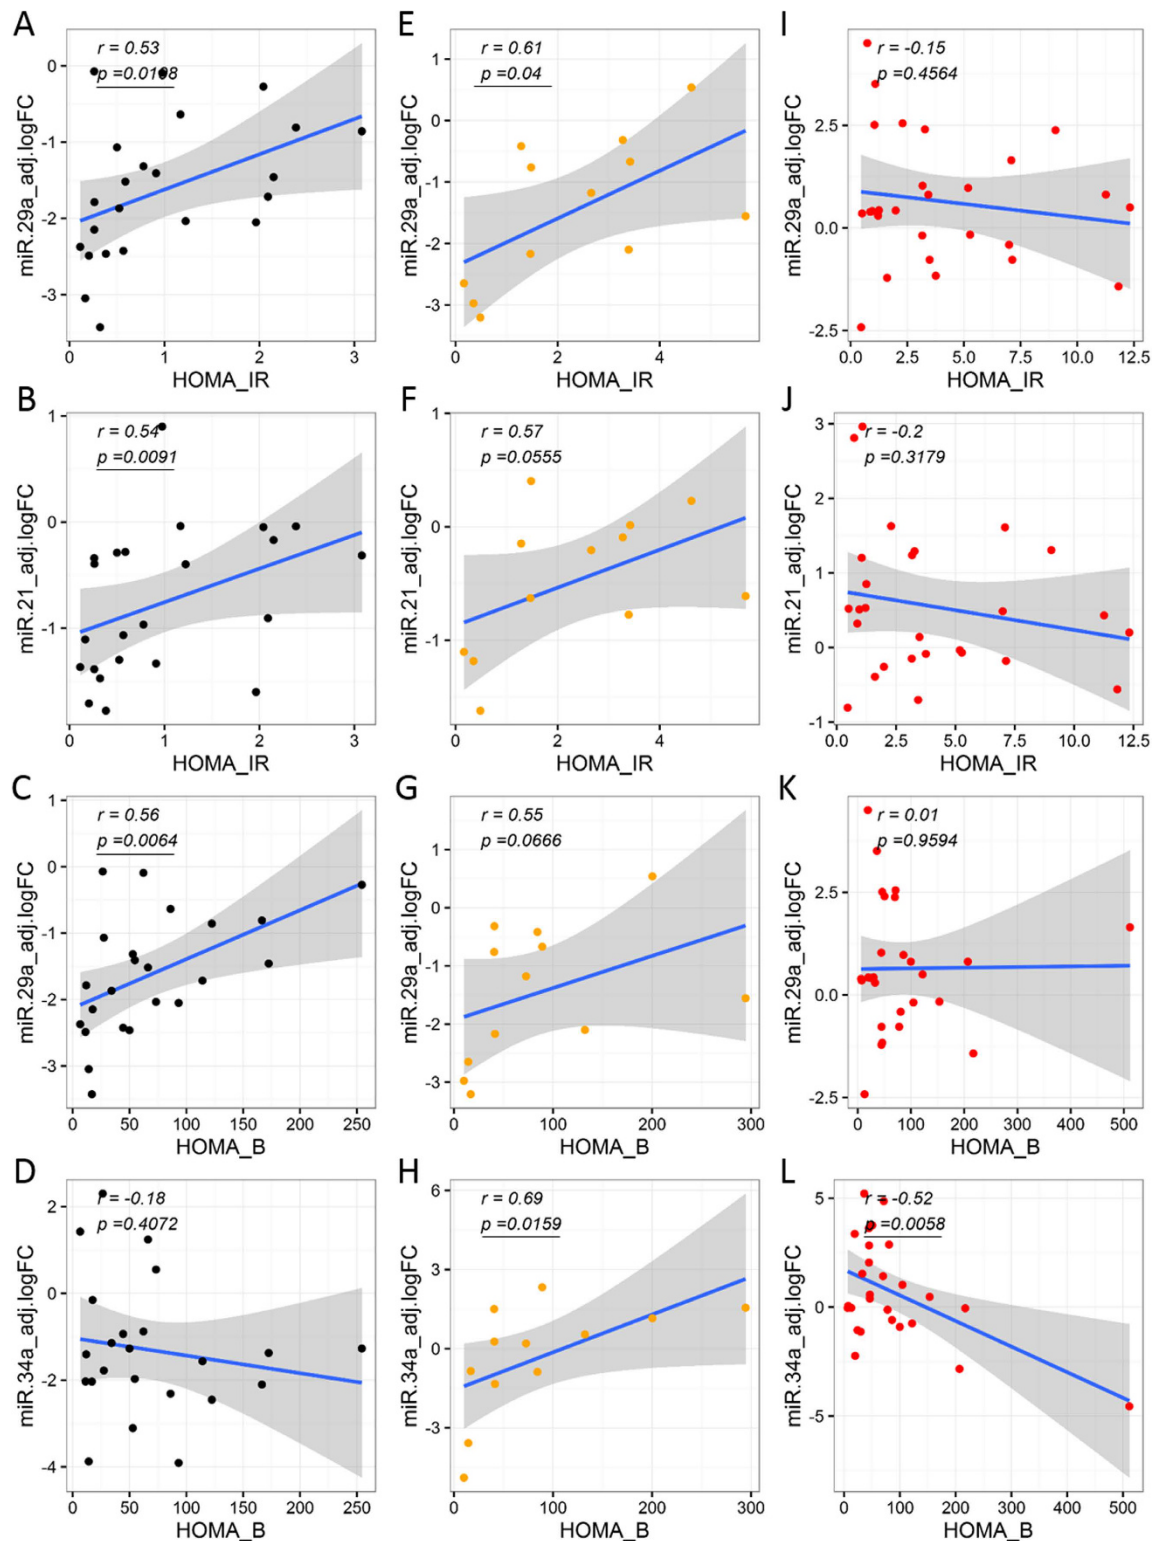 A
r = 0.53
p =0.0108
0
-1
-2
-3
miR.29a_adj.logFC
0 1 2 3
HOMA_IR
E
r = 0.61
p =0.04
1
0
-1
-2
-3
miR.29a_adj.logFC
0 2 4
HOMA_IR
I
r = -0.15
p =0.4564
2.5
0.0
-2.5
miR.29a_adj.logFC
0.0 2.5 5.0 7.5 10.0 12.5
HOMA_IR
B
r = 0.54
p =0.0091
1
0
-1
miR.21_adj.logFC
0 1 2 3
HOMA_IR
F
r = 0.57
p =0.0555
1
0
-1
miR.21_adj.logFC
0 2 4
HOMA_IR
J
r = -0.2
p =0.3179
3
2
1
0
-1
miR.21_adj.logFC
0.0 2.5 5.0 7.5 10.0 12.5
HOMA_IR
C
r = 0.56
p =0.0064
1
0
-1
-2
-3
miR.29a_adj.logFC
0 50 100 150 200 250
HOMA_B
G
r = 0.55
p =0.0666
1
0
-1
-2
-3
miR.29a_adj.logFC
0 100 200 300
HOMA_B
K
r = 0.01
p =0.9594
2.5
0.0
-2.5
miR.29a_adj.logFC
0 100 200 300 400 500
HOMA_B
D
r = -0.18
p =0.4072
2
0
-2
-4
miR.34a_adj.logFC
0 50 100 150 200 250
HOMA_B
H
r = 0.69
p =0.0159
6
3
0
-3
miR.34a_adj.logFC
0 100 200 300
HOMA_B
L
r = -0.52
p =0.0058
5
0
-5
miR.34a_adj.logFC
0 100 200 300 400 500
HOMA_B